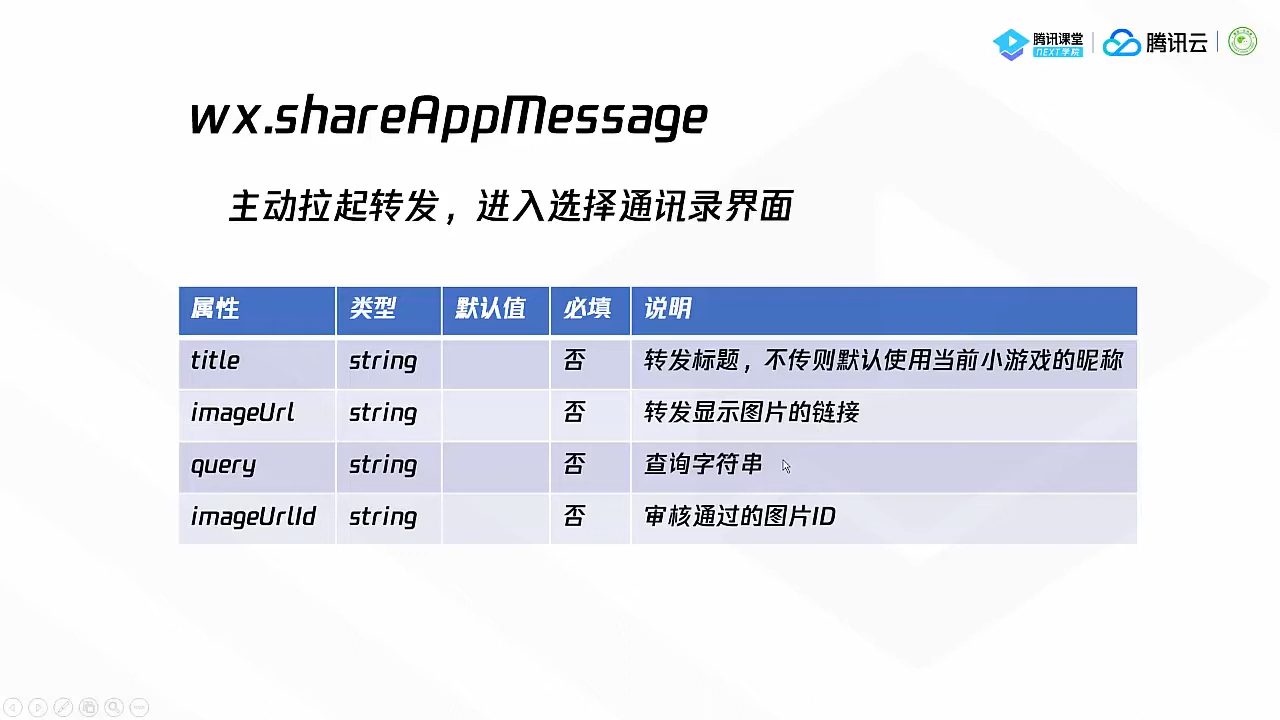 腾讯课堂
NEXT学院
腾讯云
wx.shareAppMessage
主动拉起转发，进入选择通讯录界面
属性 类型 默认值 必填 说明
title string 否 转发标题，不传则默认使用当前小游戏的昵称
imageUrl string 否 转发显示图片的链接
query string 否 查询字符串
imageUrlId string 否 审核通过的图片ID